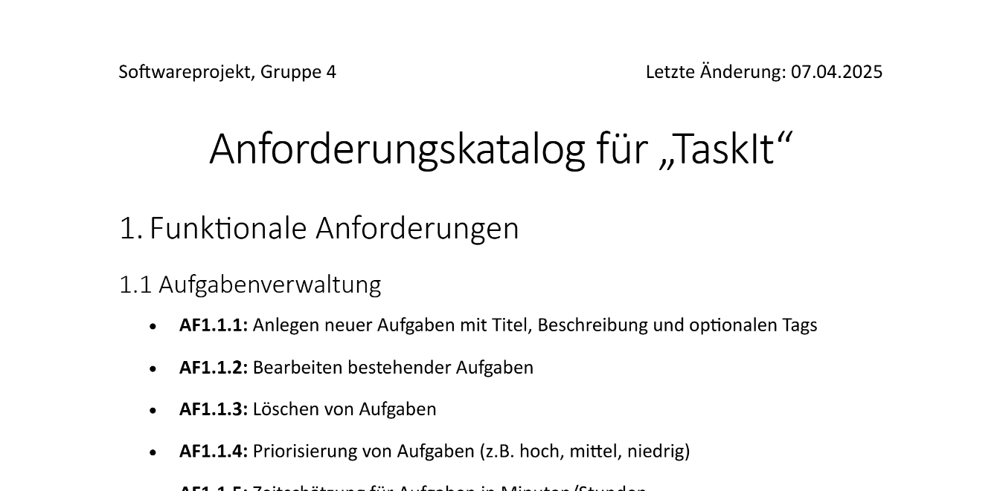 Softwareprojekt, Gruppe 4 Letzte Änderung: 07.04.2025
Anforderungskatalog für „TaskIt“
1. Funktionale Anforderungen
1.1 Aufgabenverwaltung
• AF1.1.1: Anlegen neuer Aufgaben mit Titel, Beschreibung und optionalen Tags
• AF1.1.2: Bearbeiten bestehender Aufgaben
• AF1.1.3: Löschen von Aufgaben
• AF1.1.4: Priorisierung von Aufgaben (z.B. hoch, mittel, niedrig)
AF1.1.5: Zeitschätzung für Aufgaben in Minuten/Stunden